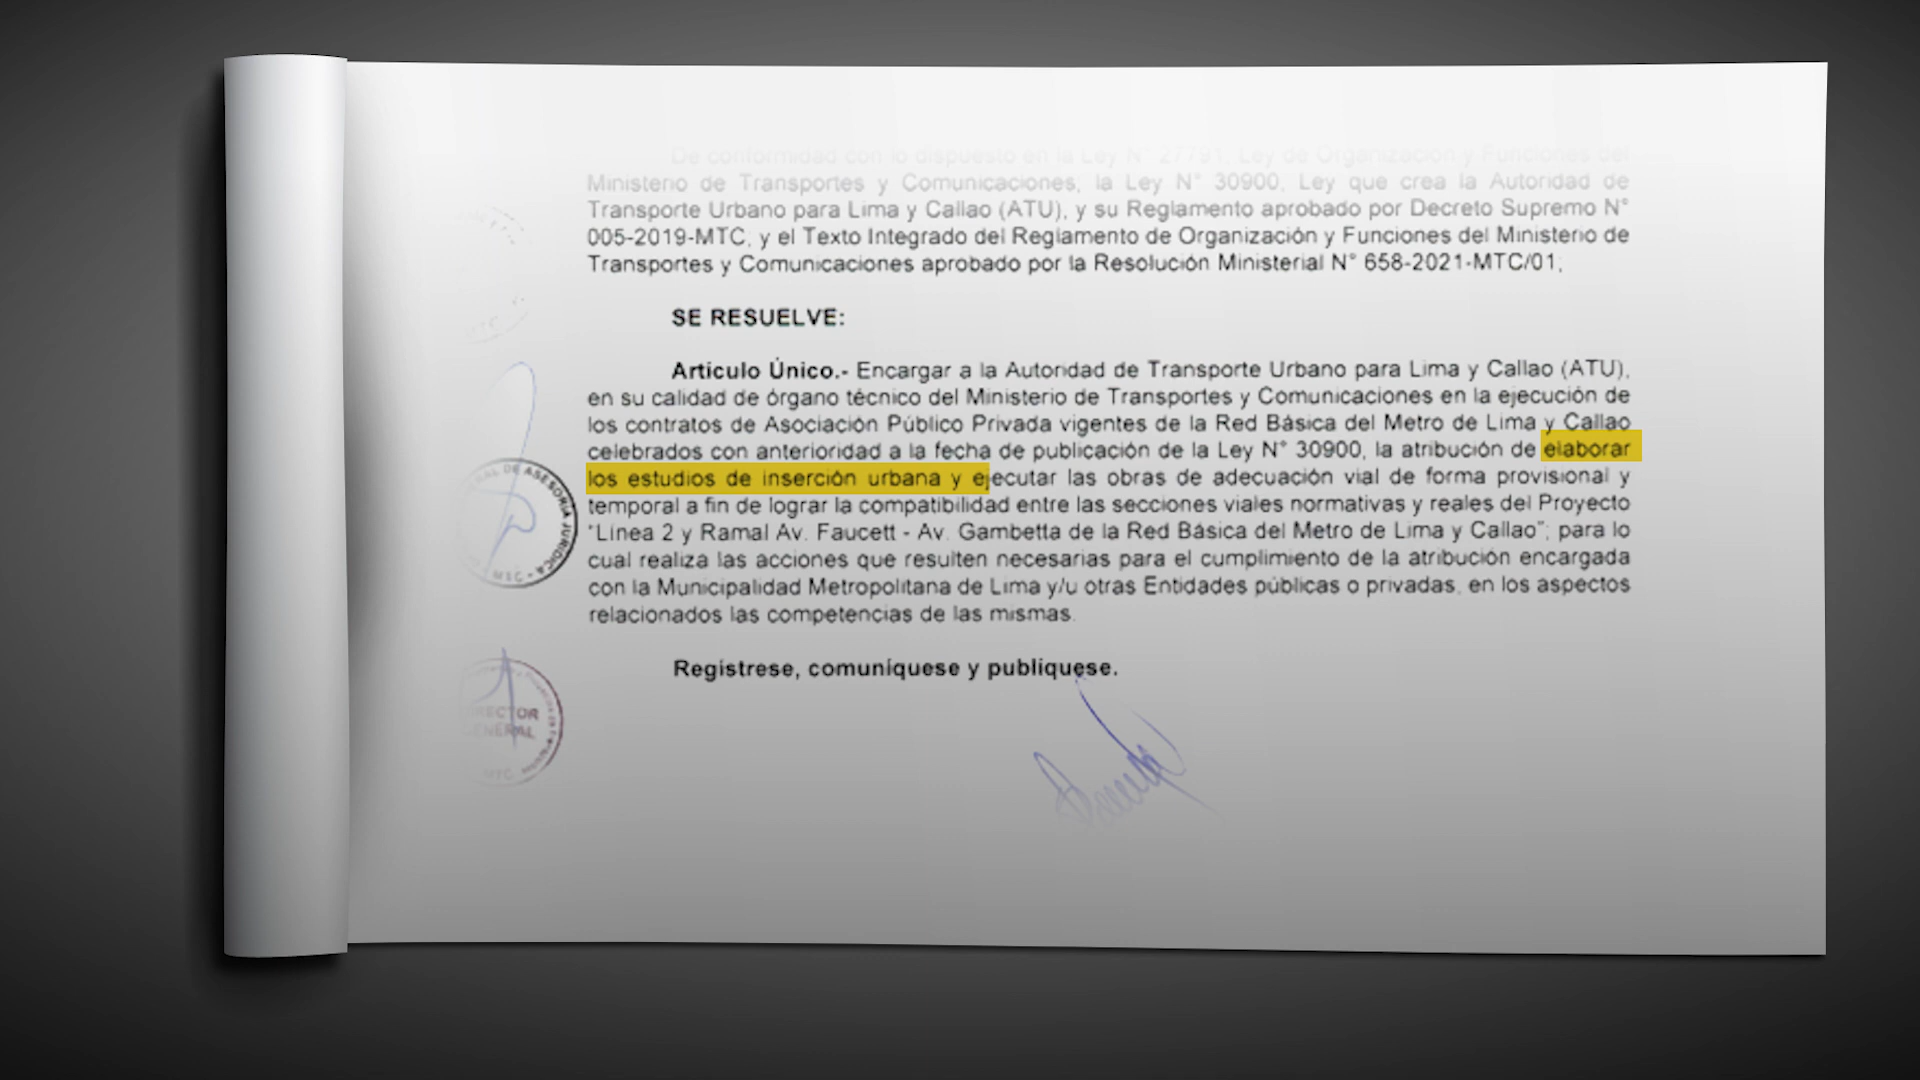 De conformidad con lo dispuesto en la Ley N° 27791, Ley de Organización y Funciones del
Ministerio de Transportes y Comunicaciones, la Ley N° 30900, Ley que crea la Autoridad de
Transporte Urbano para Lima y Callao (ATU), y su Reglamento aprobado por Decreto Supremo N°
005-2019-MTC, y el Texto Integrado del Reglamento de Organización y Funciones del Ministerio de
Transportes y Comunicaciones aprobado por la Resolución Ministerial N° 658-2021-MTC/01;
SE RESUELVE:
Artículo Único.- Encargar a la Autoridad de Transporte Urbano para Lima y Callao (ATU),
en su calidad de órgano técnico del Ministerio de Transportes y Comunicaciones en la ejecución de
los contratos de Asociación Público Privada vigentes de la Red Básica del Metro de Lima y Callao
celebrados con anterioridad a la fecha de publicación de la Ley N° 30900, la atribución de elaborar
los estudios de inserción urbana y ejecutar las obras de adecuación vial de forma provisional y
temporal a fin de lograr la compatibilidad entre las secciones viales normativas y reales del Proyecto
"Línea 2 y Ramal Av. Faucett - Av. Gambetta de la Red Básica del Metro de Lima y Callao"; para lo
cual realiza las acciones que resulten necesarias para el cumplimiento de la atribución encargada
con la Municipalidad Metropolitana de Lima y/u otras Entidades públicas o privadas, en los aspectos
relacionados las competencias de las mismas.
Regístrese, comuníquese y publíquese.
DE ASESORÍA JURÍDICA
MTC
RECTOR
GENERAL
MTC